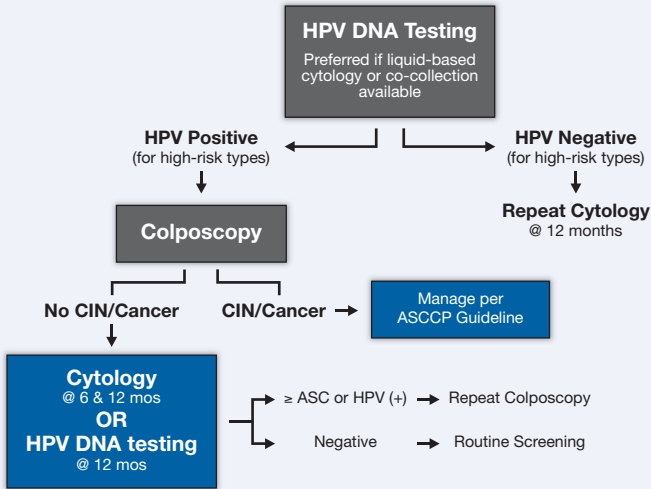 HPV DNA Testing
Preferred if liquid-based
cytology or co-collection
available
HPV Positive
(for high-risk types)
HPV Negative
(for high-risk types)
Repeat Cytology
@ 12 months
Colposcopy
No CIN/Cancer
CIN/Cancer
Manage per
ASCCP Guideline
Cytology
@ 6 & 12 mos
OR
HPV DNA testing
@ 12 mos
≥ ASC or HPV (+)
Repeat Colposcopy
Negative
Routine Screening